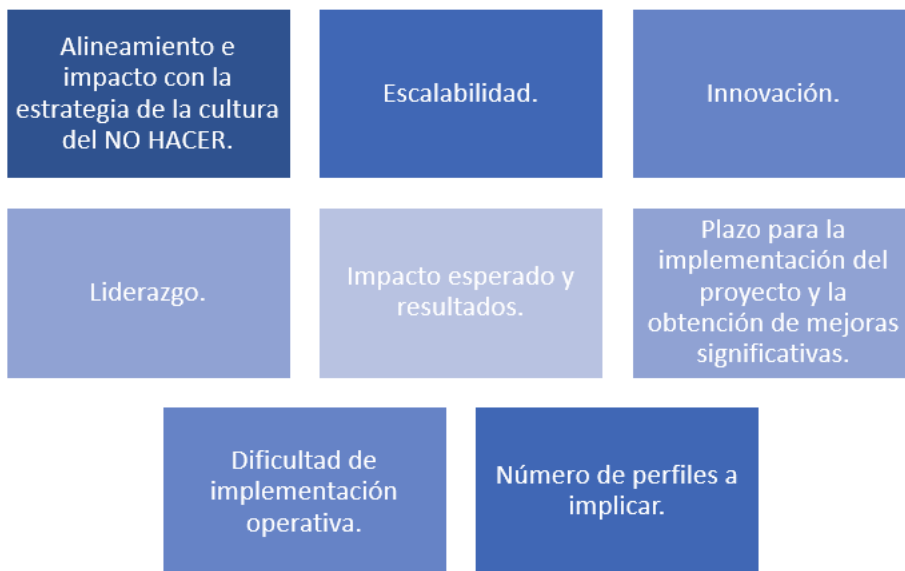 Alineamiento e
impacto con la
estrategia de la cultura
del NO HACER.
Escalabilidad.
Innovación.
Liderazgo.
Impacto esperado y
resultados.
Plazo para la
implementación del
proyecto y la
obtención de mejoras
significativas.
Dificultad de
implementación
operativa.
Número de perfiles a
implicar.